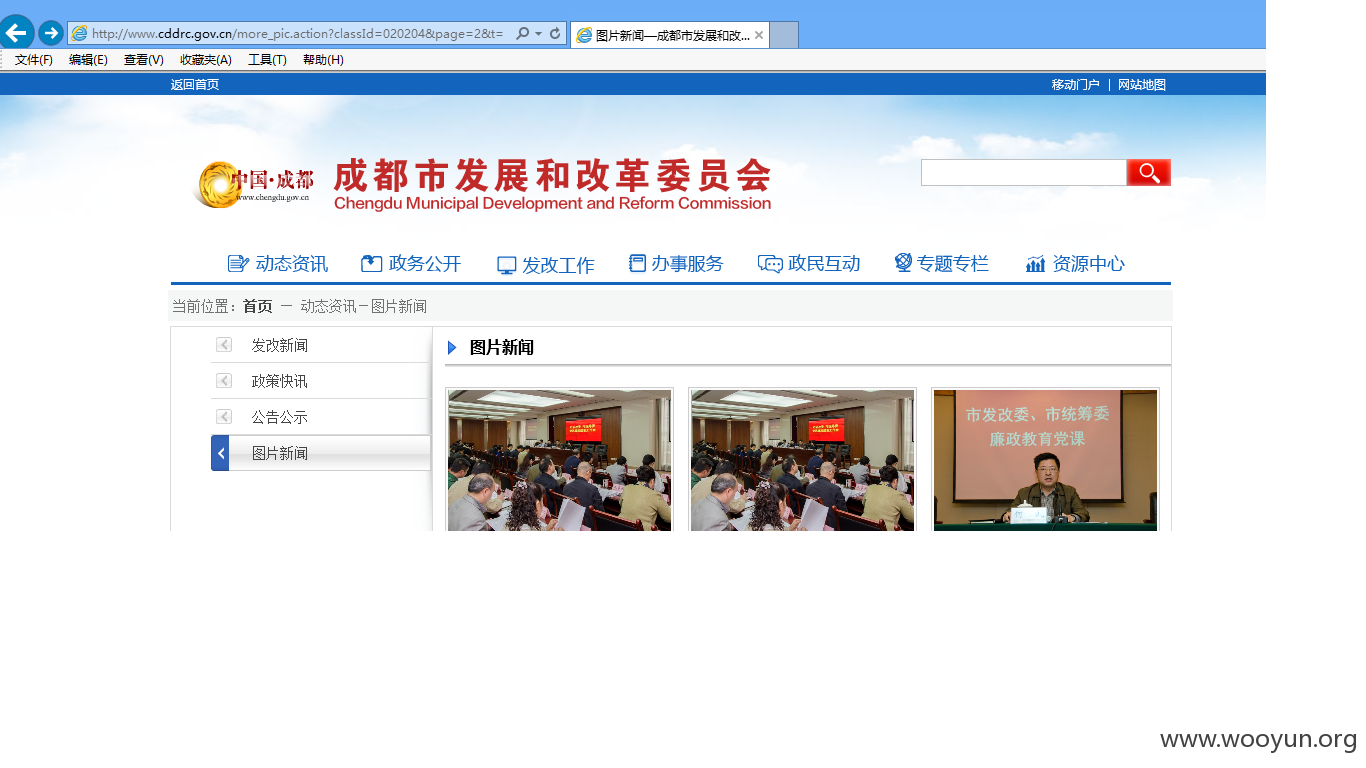 http://www.cddrc.gov.cn/more_pic.action?classId=020204&page=2&t=
图片新闻—成都市发展和改...
文件(F) 编辑(E) 查看(V) 收藏夹(A) 工具(T) 帮助(H)
返回首页
移动门户 | 网站地图
中国·成都
www.chengdu.gov.cn
成都市发展和改革委员会
Chengdu Municipal Development and Reform Commission
动态资讯 政务公开 发改工作 办事服务 政民互动 专题专栏 资源中心
当前位置：首页 － 动态资讯－图片新闻
发改新闻
政策快讯
公告公示
图片新闻
图片新闻
市发改委、市统筹委
廉政教育党课
www.wooyun.org